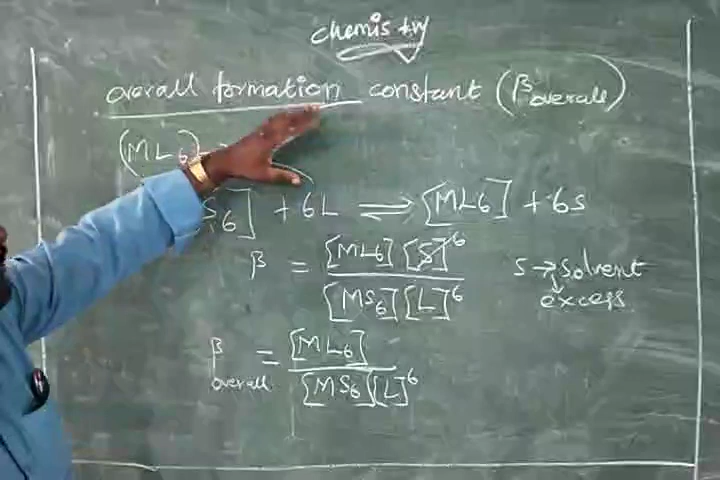 chemistry
overall formation constant (β overall)
(ML6)
S6] + 6L ⇌ [ML6] + 6S
β = [ML6] [S]^6 / [MS6] [L]^6
S → solvent
excess
β overall = [ML6] / [MS6] [L]^6